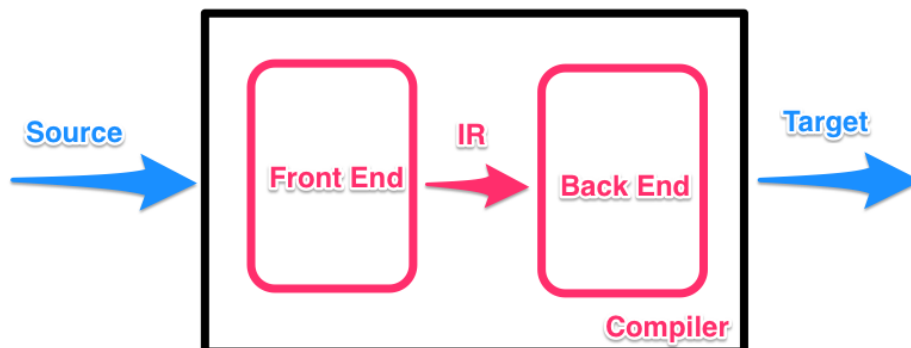 Source
Front End
IR
Back End
Target
Compiler